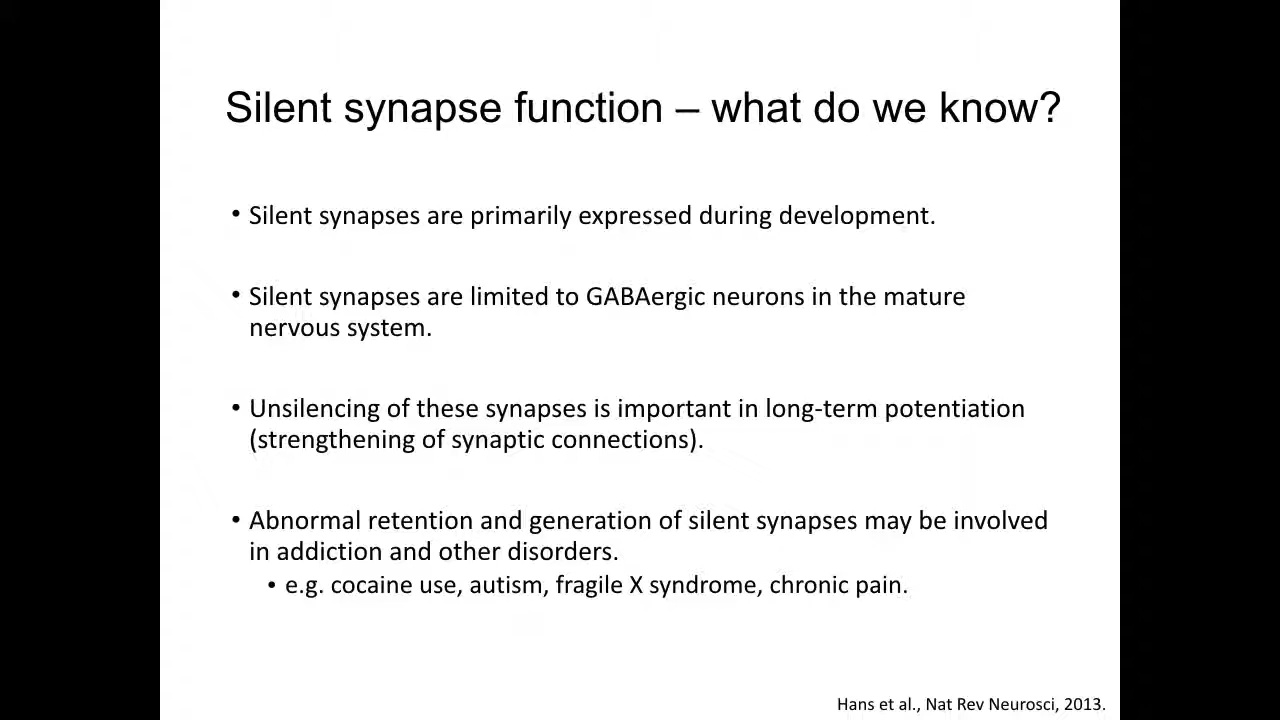 Silent synapse function – what do we know?
• Silent synapses are primarily expressed during development.
• Silent synapses are limited to GABAergic neurons in the mature
nervous system.
• Unsilencing of these synapses is important in long-term potentiation
(strengthening of synaptic connections).
• Abnormal retention and generation of silent synapses may be involved
in addiction and other disorders.
• e.g. cocaine use, autism, fragile X syndrome, chronic pain.
Hans et al., Nat Rev Neurosci, 2013.